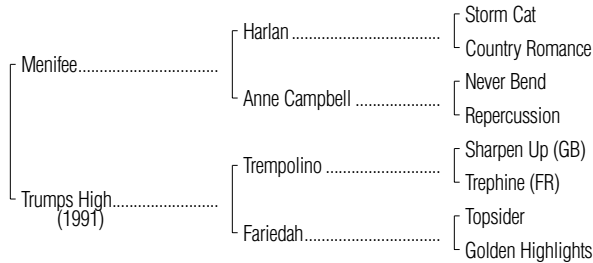 Storm Cat
Harlan
Country Romance
Menifee
Never Bend
Anne Campbell
Repercussion
Sharpen Up (GB)
Trempolino
Trephine (FR)
Trumps High
(1991)
Topsider
Fariedah
Golden Highlights